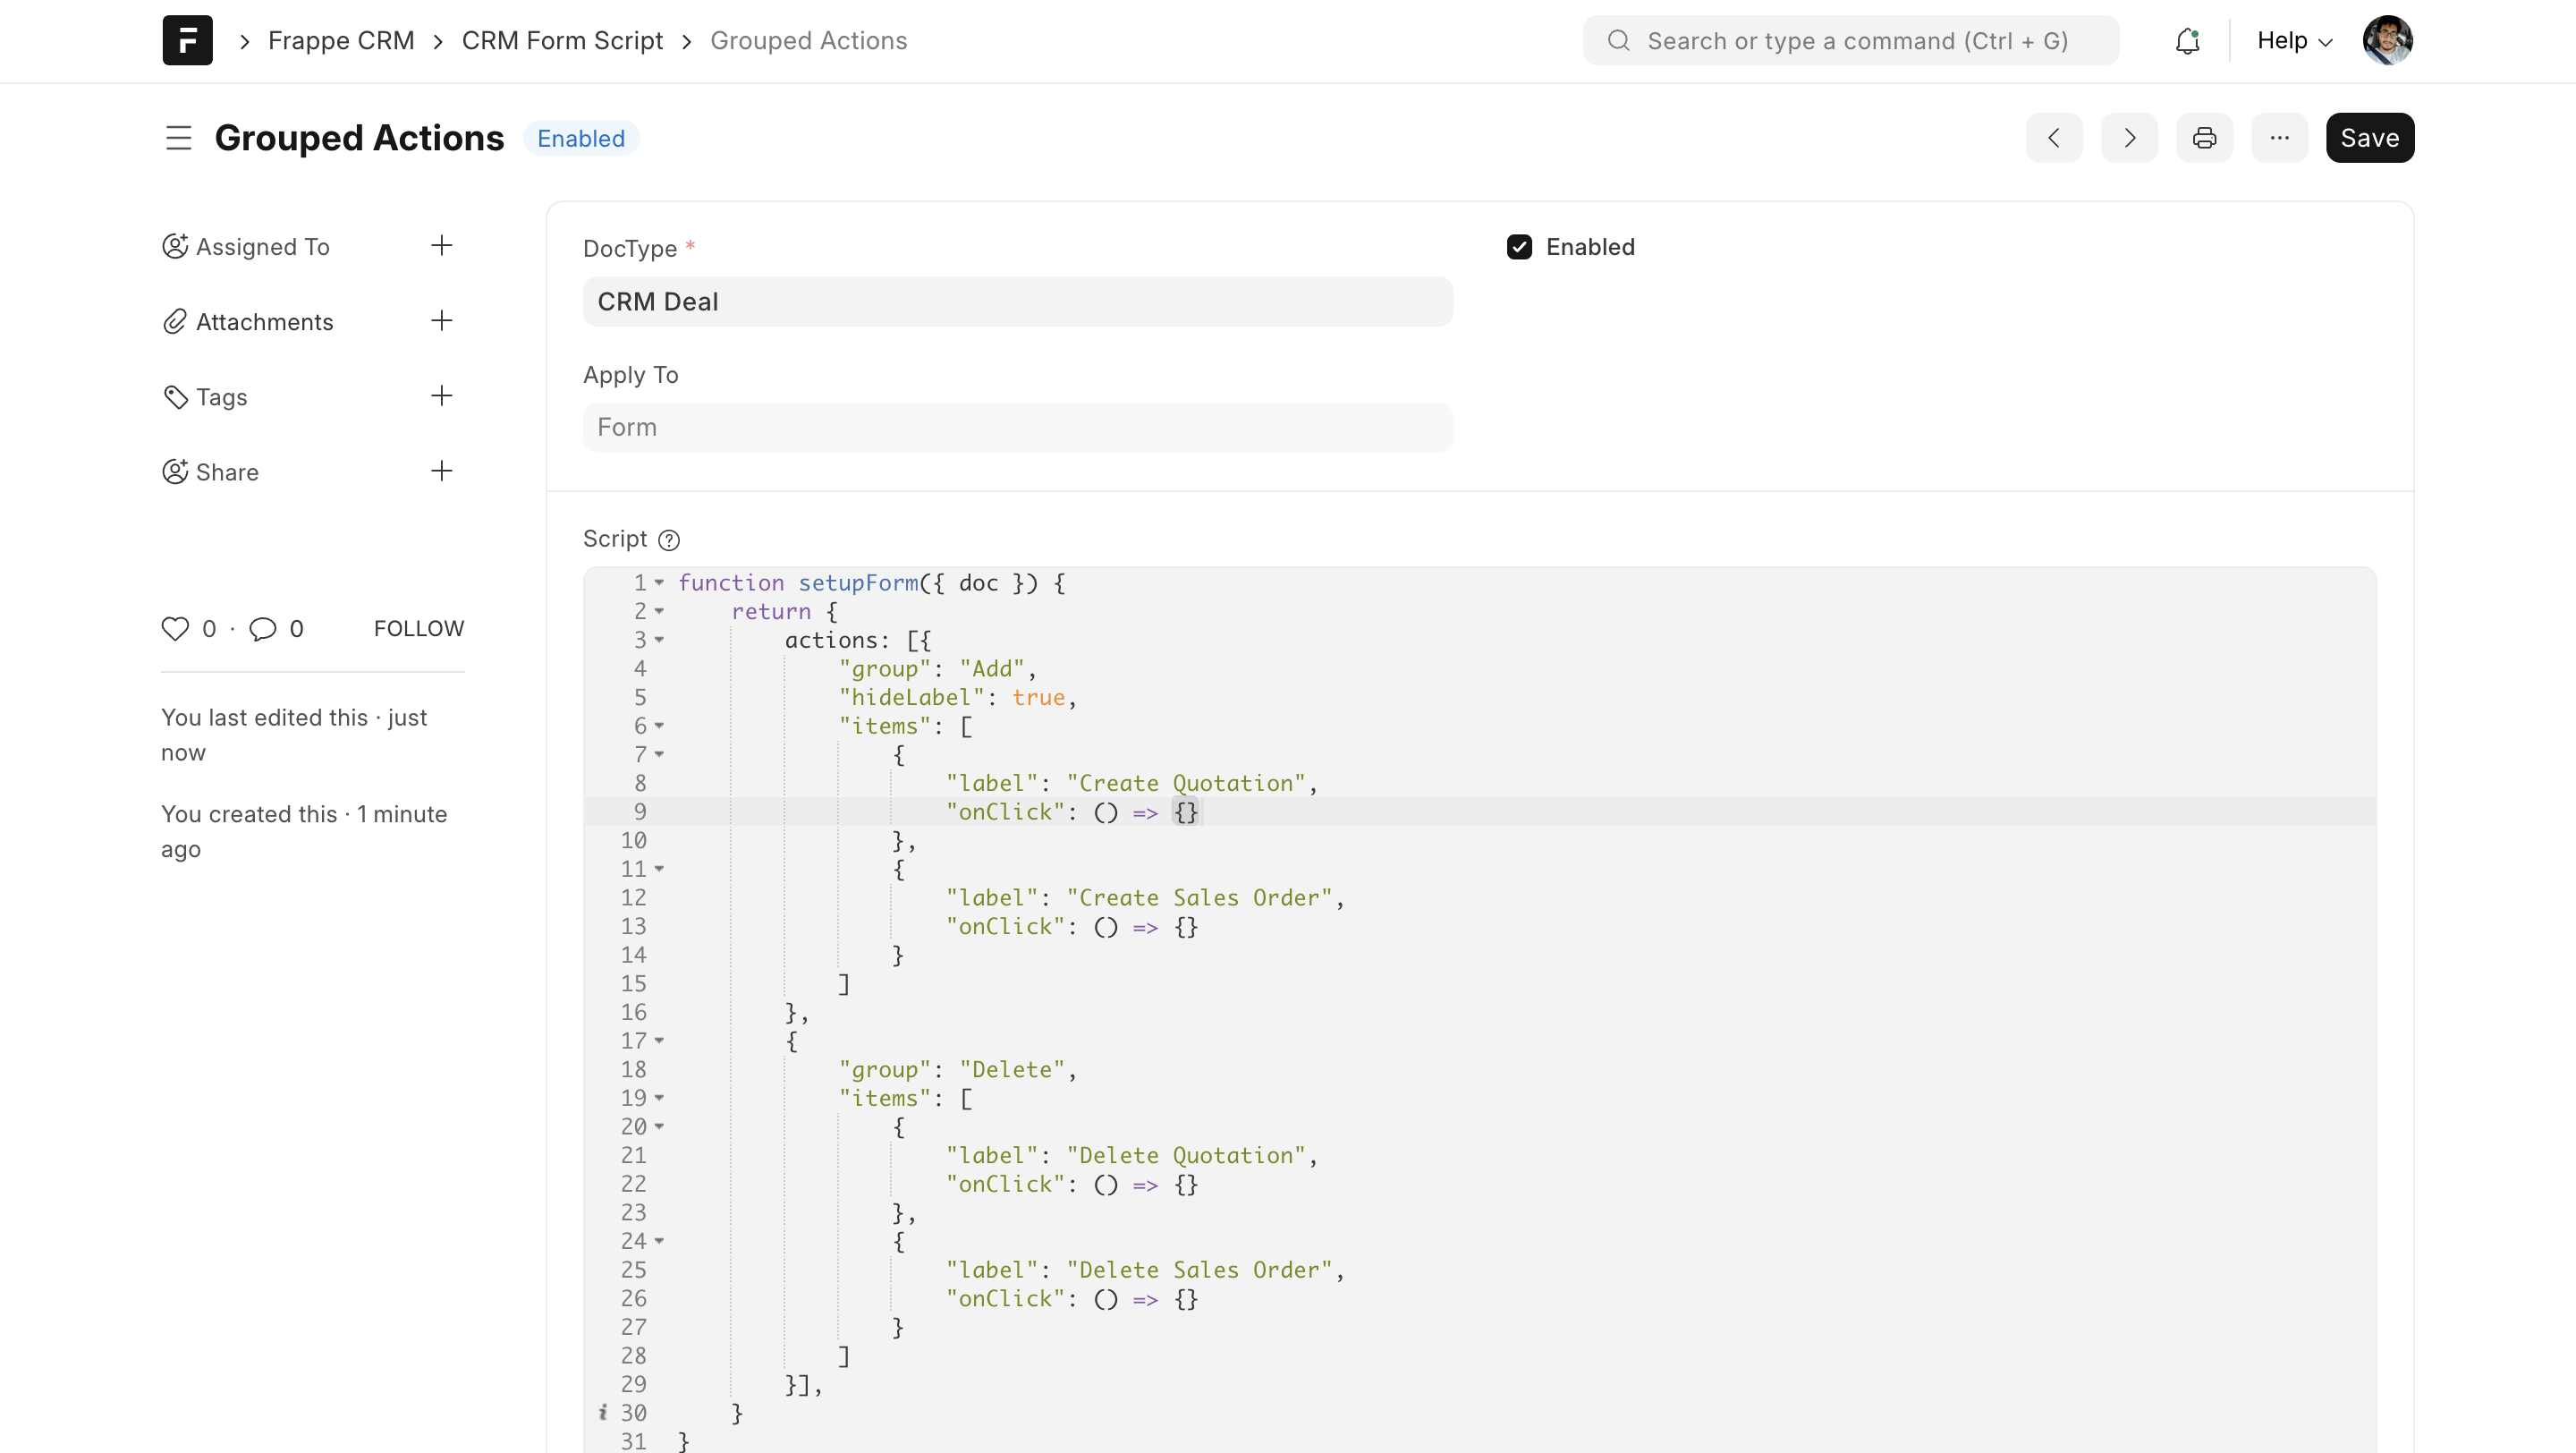 F Frappe CRM CRM Form Script Grouped Actions Search or type a command (Ctrl + G) Help
Grouped Actions Enabled Save
Assigned To
Attachments
Tags
Share
0 · 0 FOLLOW
You last edited this · just
now
You created this · 1 minute
ago
DocType * Enabled
CRM Deal
Apply To
Form
Script ?
1 function setupForm({ doc }) {
2     return {
3         actions: [{
4             "group": "Add",
5             "hideLabel": true,
6             "items": [
7                 {
8                     "label": "Create Quotation",
9                     "onClick": () => {}
10                 },
11                 {
12                     "label": "Create Sales Order",
13                     "onClick": () => {}
14                 }
15             ]
16         },
17         {
18             "group": "Delete",
19             "items": [
20                 {
21                     "label": "Delete Quotation",
22                     "onClick": () => {}
23                 },
24                 {
25                     "label": "Delete Sales Order",
26                     "onClick": () => {}
27                 }
28             ]
29         }],
i 30     }
31 }